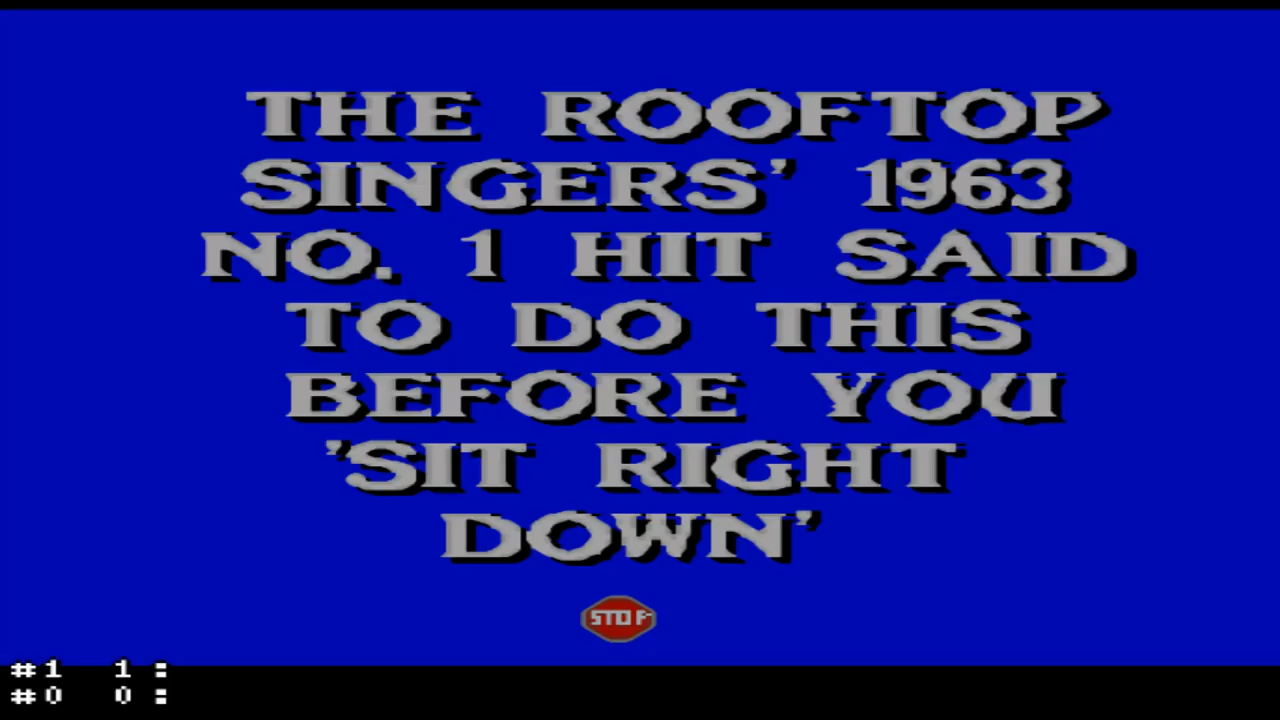 THE ROOFTOP
SINGERS' 1963
NO. 1 HIT SAID
TO DO THIS
BEFORE YOU
'SIT RIGHT
DOWN'
STOP
#1 1 :
#0 0 :